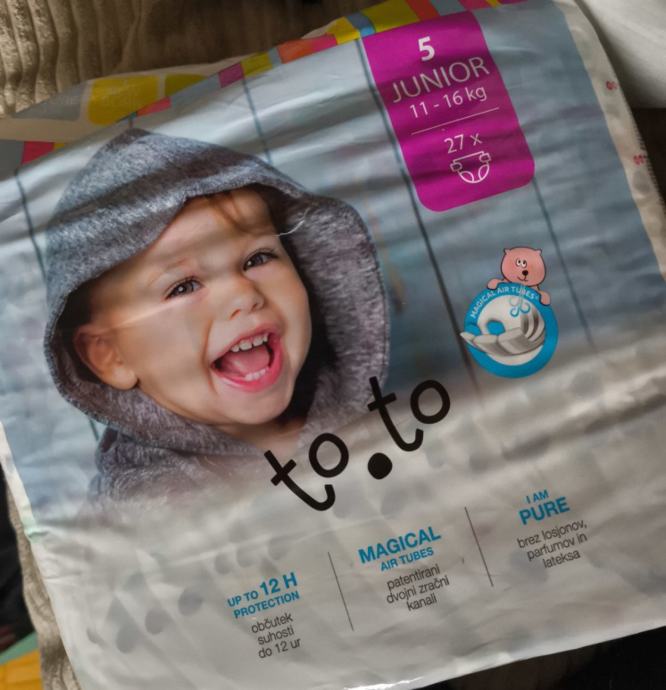 5
JUNIOR
11 - 16 kg
27 x
MAGICAL AIR TUBES
to.to
UP TO 12 H
PROTECTION
občutek
suhosti
do 12 ur
MAGICAL
AIR TUBES
patentirani
dvojni zračni
kanali
I AM
PURE
brez losjonov,
parfumov in
lateksa